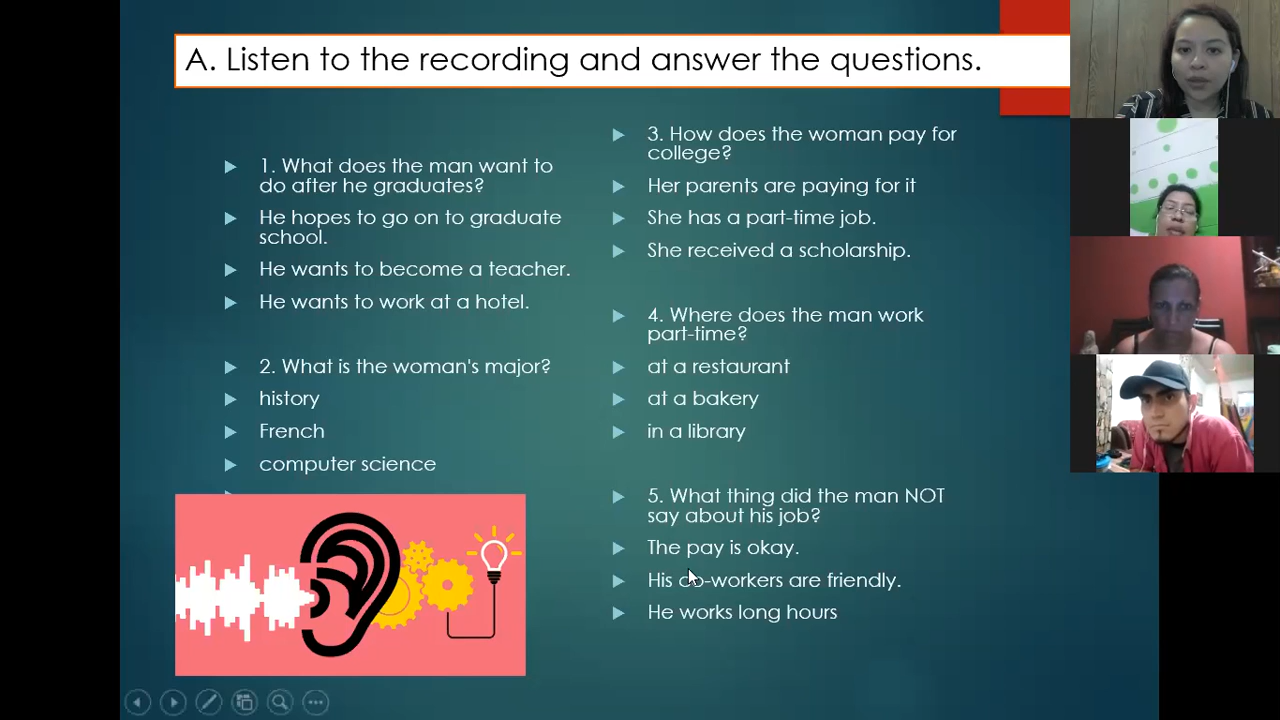 A. Listen to the recording and answer the questions.
1. What does the man want to
do after he graduates?
He hopes to go on to graduate
school.
He wants to become a teacher.
He wants to work at a hotel.
2. What is the woman's major?
history
French
computer science
3. How does the woman pay for
college?
Her parents are paying for it
She has a part-time job.
She received a scholarship.
4. Where does the man work
part-time?
at a restaurant
at a bakery
in a library
5. What thing did the man NOT
say about his job?
The pay is okay.
His co-workers are friendly.
He works long hours